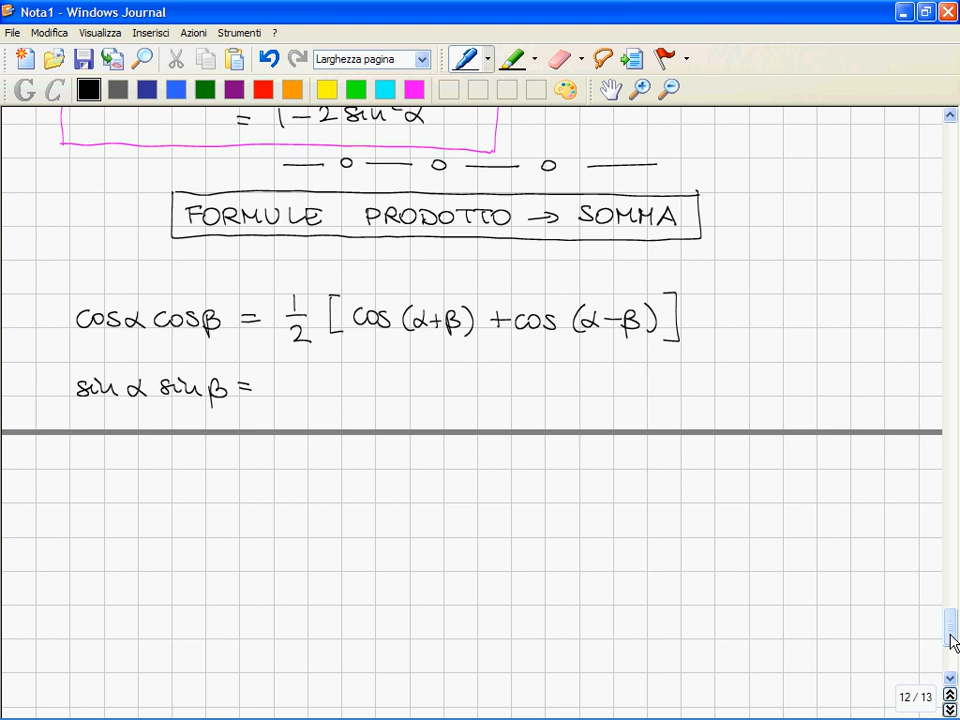 Nota1 - Windows Journal
File Modifica Visualizza Inserisci Azioni Strumenti ?
Larghezza pagina
G C
= 1 - 2 sin²α
— o — o — o —
FORMULE PRODOTTO → SOMMA
cosα cosβ = 1/2 [cos (α+β) + cos (α-β)]
sin α sin β =
12 / 13